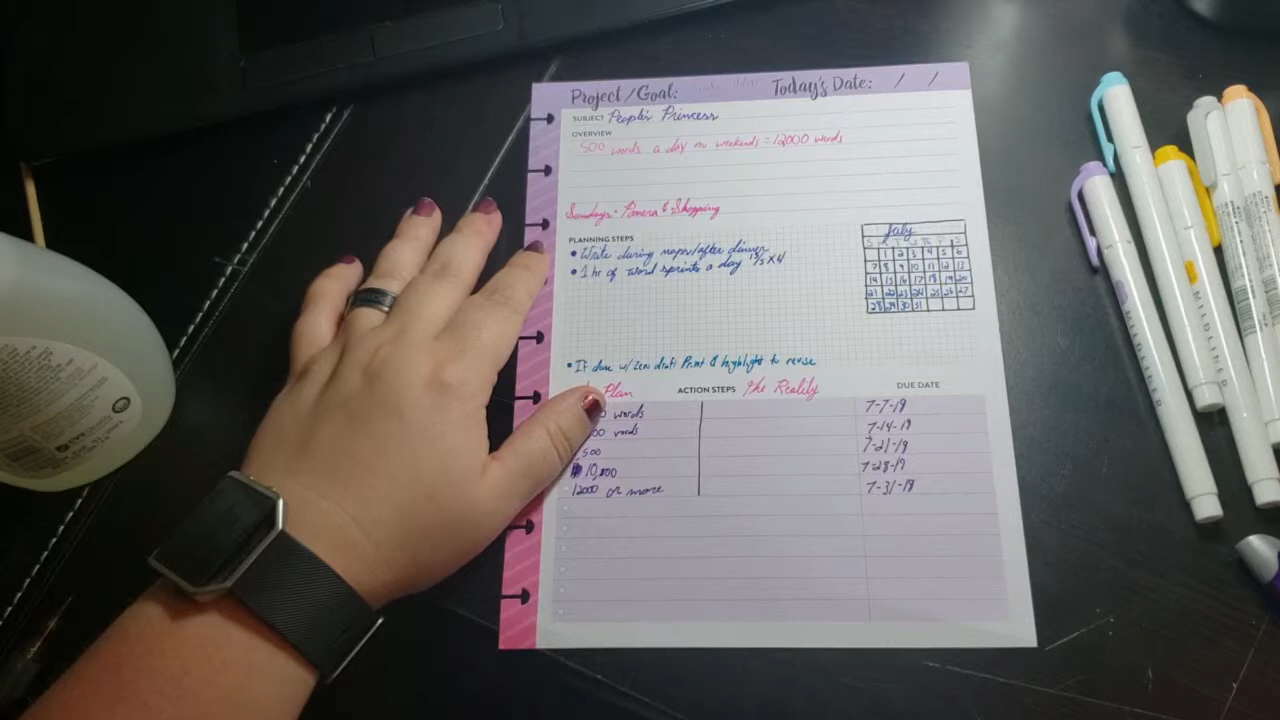 Project/Goal: Today's Date: / /
SUBJECT People's Princess
OVERVIEW
500 words a day no weekends = 12000 words
Sundays: Panera & Shopping
PLANNING STEPS
• Write during naps/after dinner
• 1 hr of word sprints a day 15 x 4
July
S M T W Th F S
1 2 3 4 5 6
7 8 9 10 11 12 13
14 15 16 17 18 19 20
21 22 23 24 25 26 27
28 29 30 31
• If done w/ Zero draft Print & highlight to revise
Plan ACTION STEPS The Reality DUE DATE
words 7-7-19
words 7-14-19
500 7-21-19
10,000 7-28-19
12000 or more 7-31-19
MILDLINER
MILDLINER